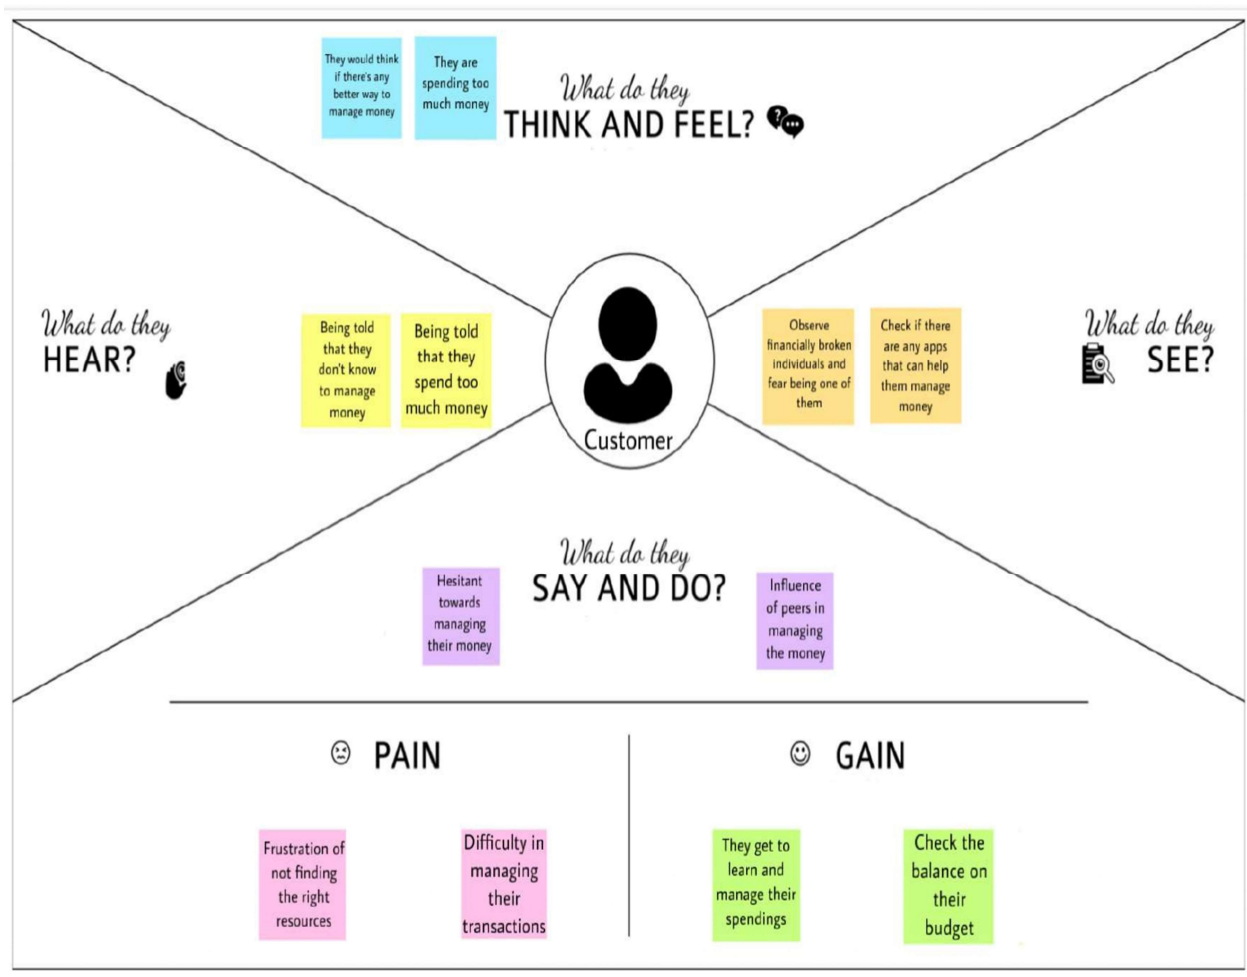 They would think
if there's any
better way to
manage money
They are
spending too
much money
What do they
THINK AND FEEL?
What do they
HEAR?
Being told
that they
don't know
to manage
money
Being told
that they
spend too
much money
Customer
Observe
financially broken
individuals and
fear being one of
them
Check if there
are any apps
that can help
them manage
money
What do they
SEE?
What do they
SAY AND DO?
Hesitant
towards
managing
their money
Influence
of peers in
managing
the money
PAIN
Frustration of
not finding
the right
resources
Difficulty in
managing
their
transactions
GAIN
They get to
learn and
manage their
spendings
Check the
balance on
their
budget